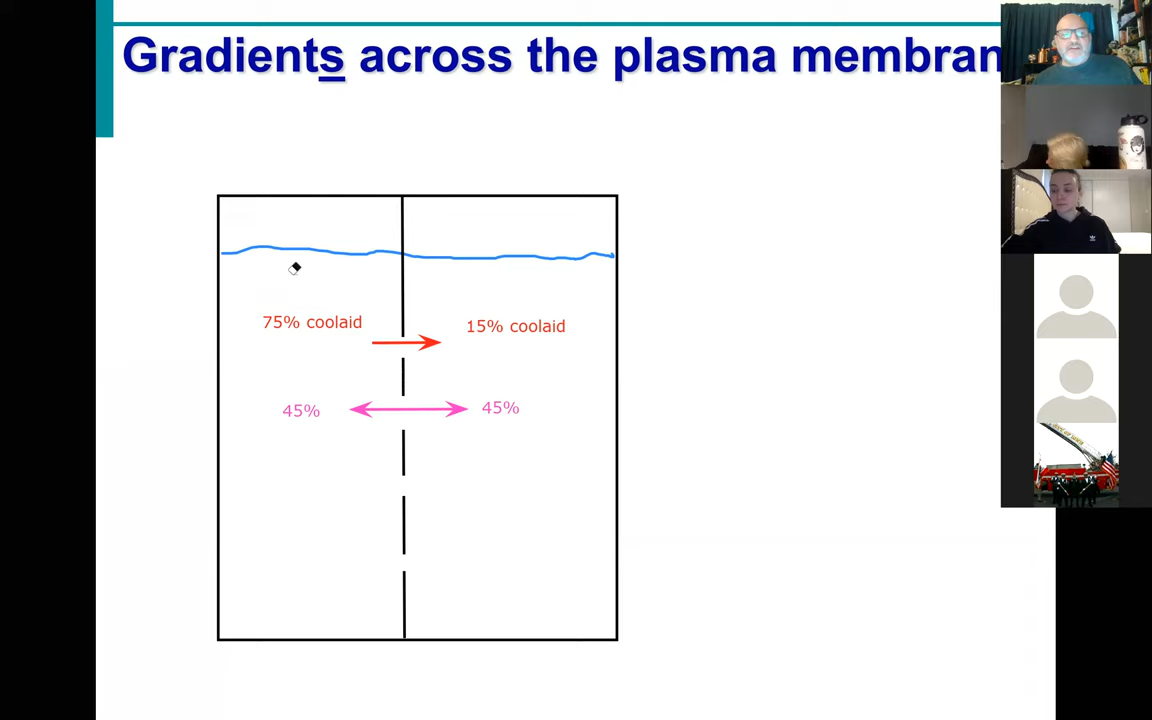 Gradients across the plasma membran
75% coolaid
15% coolaid
45%
45%